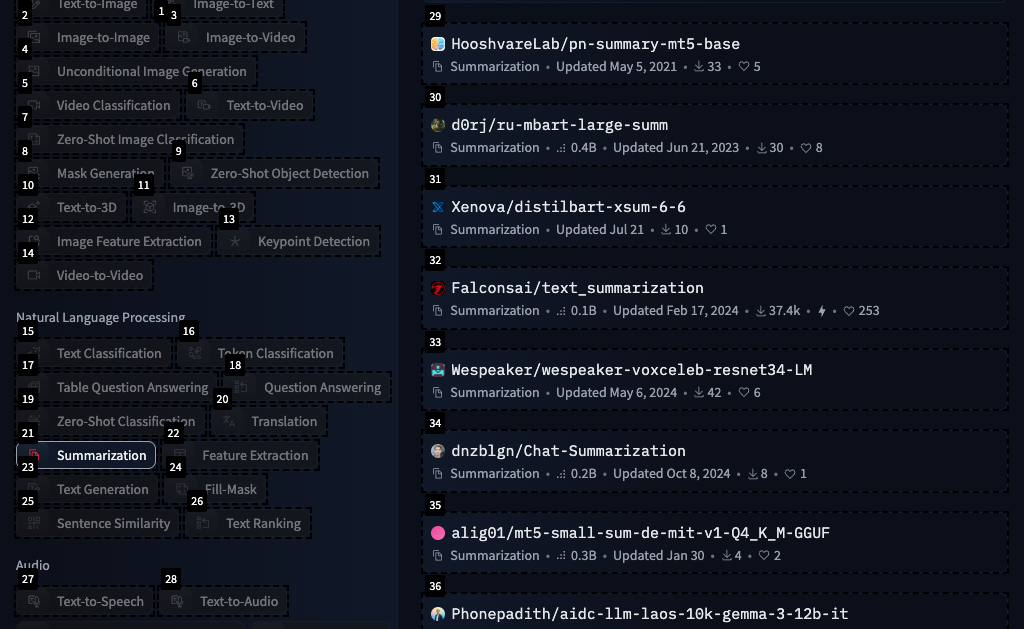 Text-to-Image
Image-to-Text
1
2
3
Image-to-Image
Image-to-Video
4
Unconditional Image Generation
5
6
Video Classification
Text-to-Video
7
Zero-Shot Image Classification
8
9
Mask Generation
Zero-Shot Object Detection
10
11
Text-to-3D
Image-to-3D
12
13
Image Feature Extraction
Keypoint Detection
14
Video-to-Video
Natural Language Processing
15
16
Text Classification
Token Classification
17
18
Table Question Answering
Question Answering
19
20
Zero-Shot Classification
Translation
21
22
Summarization
Feature Extraction
23
24
Text Generation
Fill-Mask
25
26
Sentence Similarity
Text Ranking
Audio
27
28
Text-to-Speech
Text-to-Audio
29
HooshvareLab/pn-summary-mt5-base
Summarization • Updated May 5, 2021 • 33 • 5
30
d0rj/ru-mbart-large-summ
Summarization • 0.4B • Updated Jun 21, 2023 • 30 • 8
31
Xenova/distilbart-xsum-6-6
Summarization • Updated Jul 21 • 10 • 1
32
Falconsai/text_summarization
Summarization • 0.1B • Updated Feb 17, 2024 • 37.4k • • 253
33
Wespeaker/wespeaker-voxceleb-resnet34-LM
Summarization • Updated May 6, 2024 • 42 • 6
34
dnzblgn/Chat-Summarization
Summarization • 0.2B • Updated Oct 8, 2024 • 8 • 1
35
alig01/mt5-small-sum-de-mit-v1-Q4_K_M-GGUF
Summarization • 0.3B • Updated Jan 30 • 4 • 2
36
Phonepadith/aidc-llm-laos-10k-gemma-3-12b-it